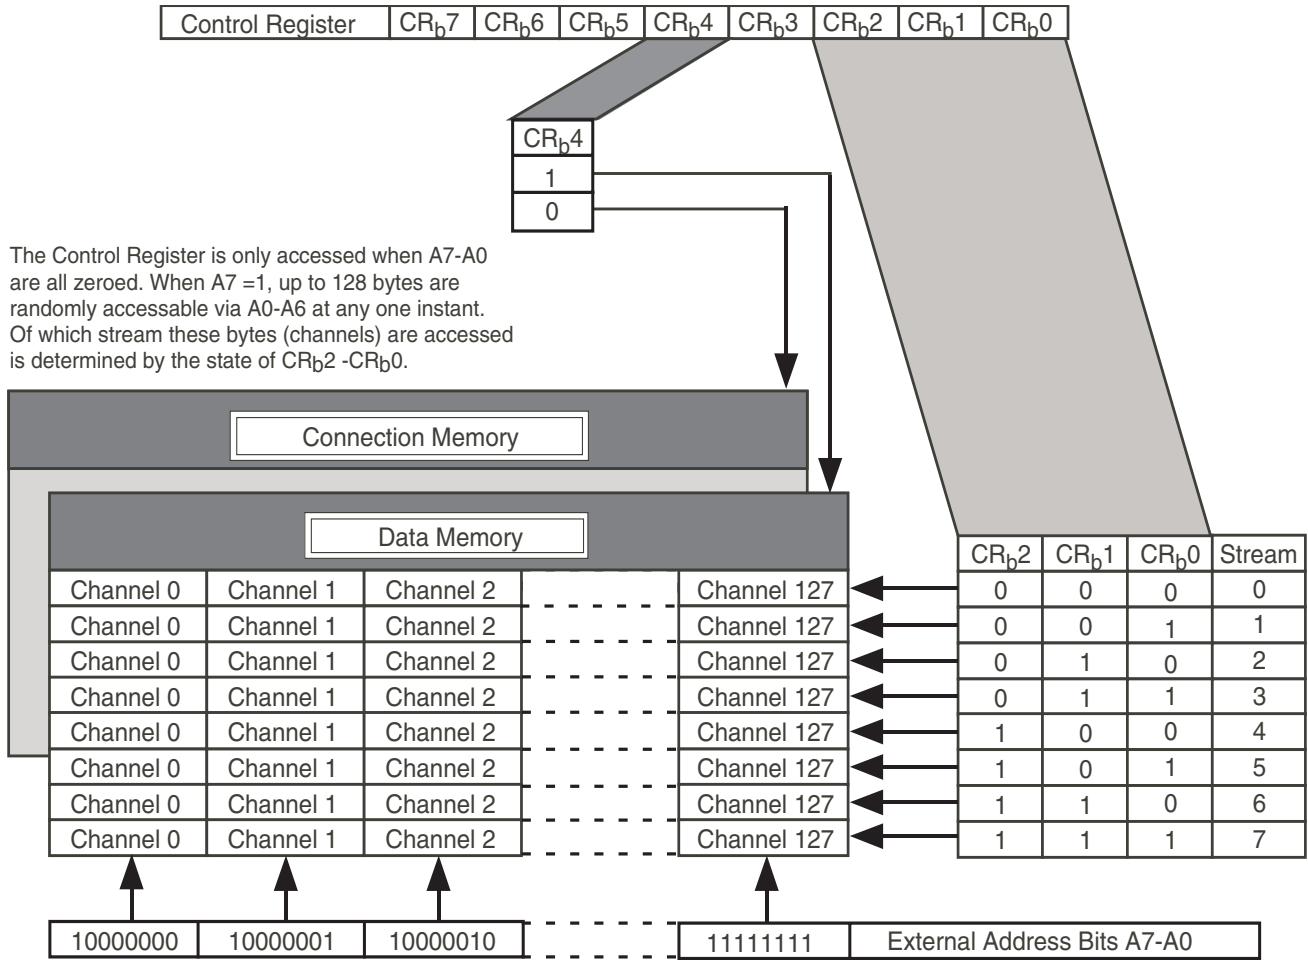 Control Register CRb7 CRb6 CRb5 CRb4 CRb3 CRb2 CRb1 CRb0
CRb4
1
0
The Control Register is only accessed when A7-A0
are all zeroed. When A7 =1, up to 128 bytes are
randomly accessable via A0-A6 at any one instant.
Of which stream these bytes (channels) are accessed
is determined by the state of CRb2 -CRb0.
Connection Memory
Data Memory
CRb2 CRb1 CRb0 Stream
Channel 0 Channel 1 Channel 2 Channel 127 0 0 0 0
Channel 0 Channel 1 Channel 2 Channel 127 0 0 1 1
Channel 0 Channel 1 Channel 2 Channel 127 0 1 0 2
Channel 0 Channel 1 Channel 2 Channel 127 0 1 1 3
Channel 0 Channel 1 Channel 2 Channel 127 1 0 0 4
Channel 0 Channel 1 Channel 2 Channel 127 1 0 1 5
Channel 0 Channel 1 Channel 2 Channel 127 1 1 0 6
Channel 0 Channel 1 Channel 2 Channel 127 1 1 1 7
10000000 10000001 10000010 11111111 External Address Bits A7-A0